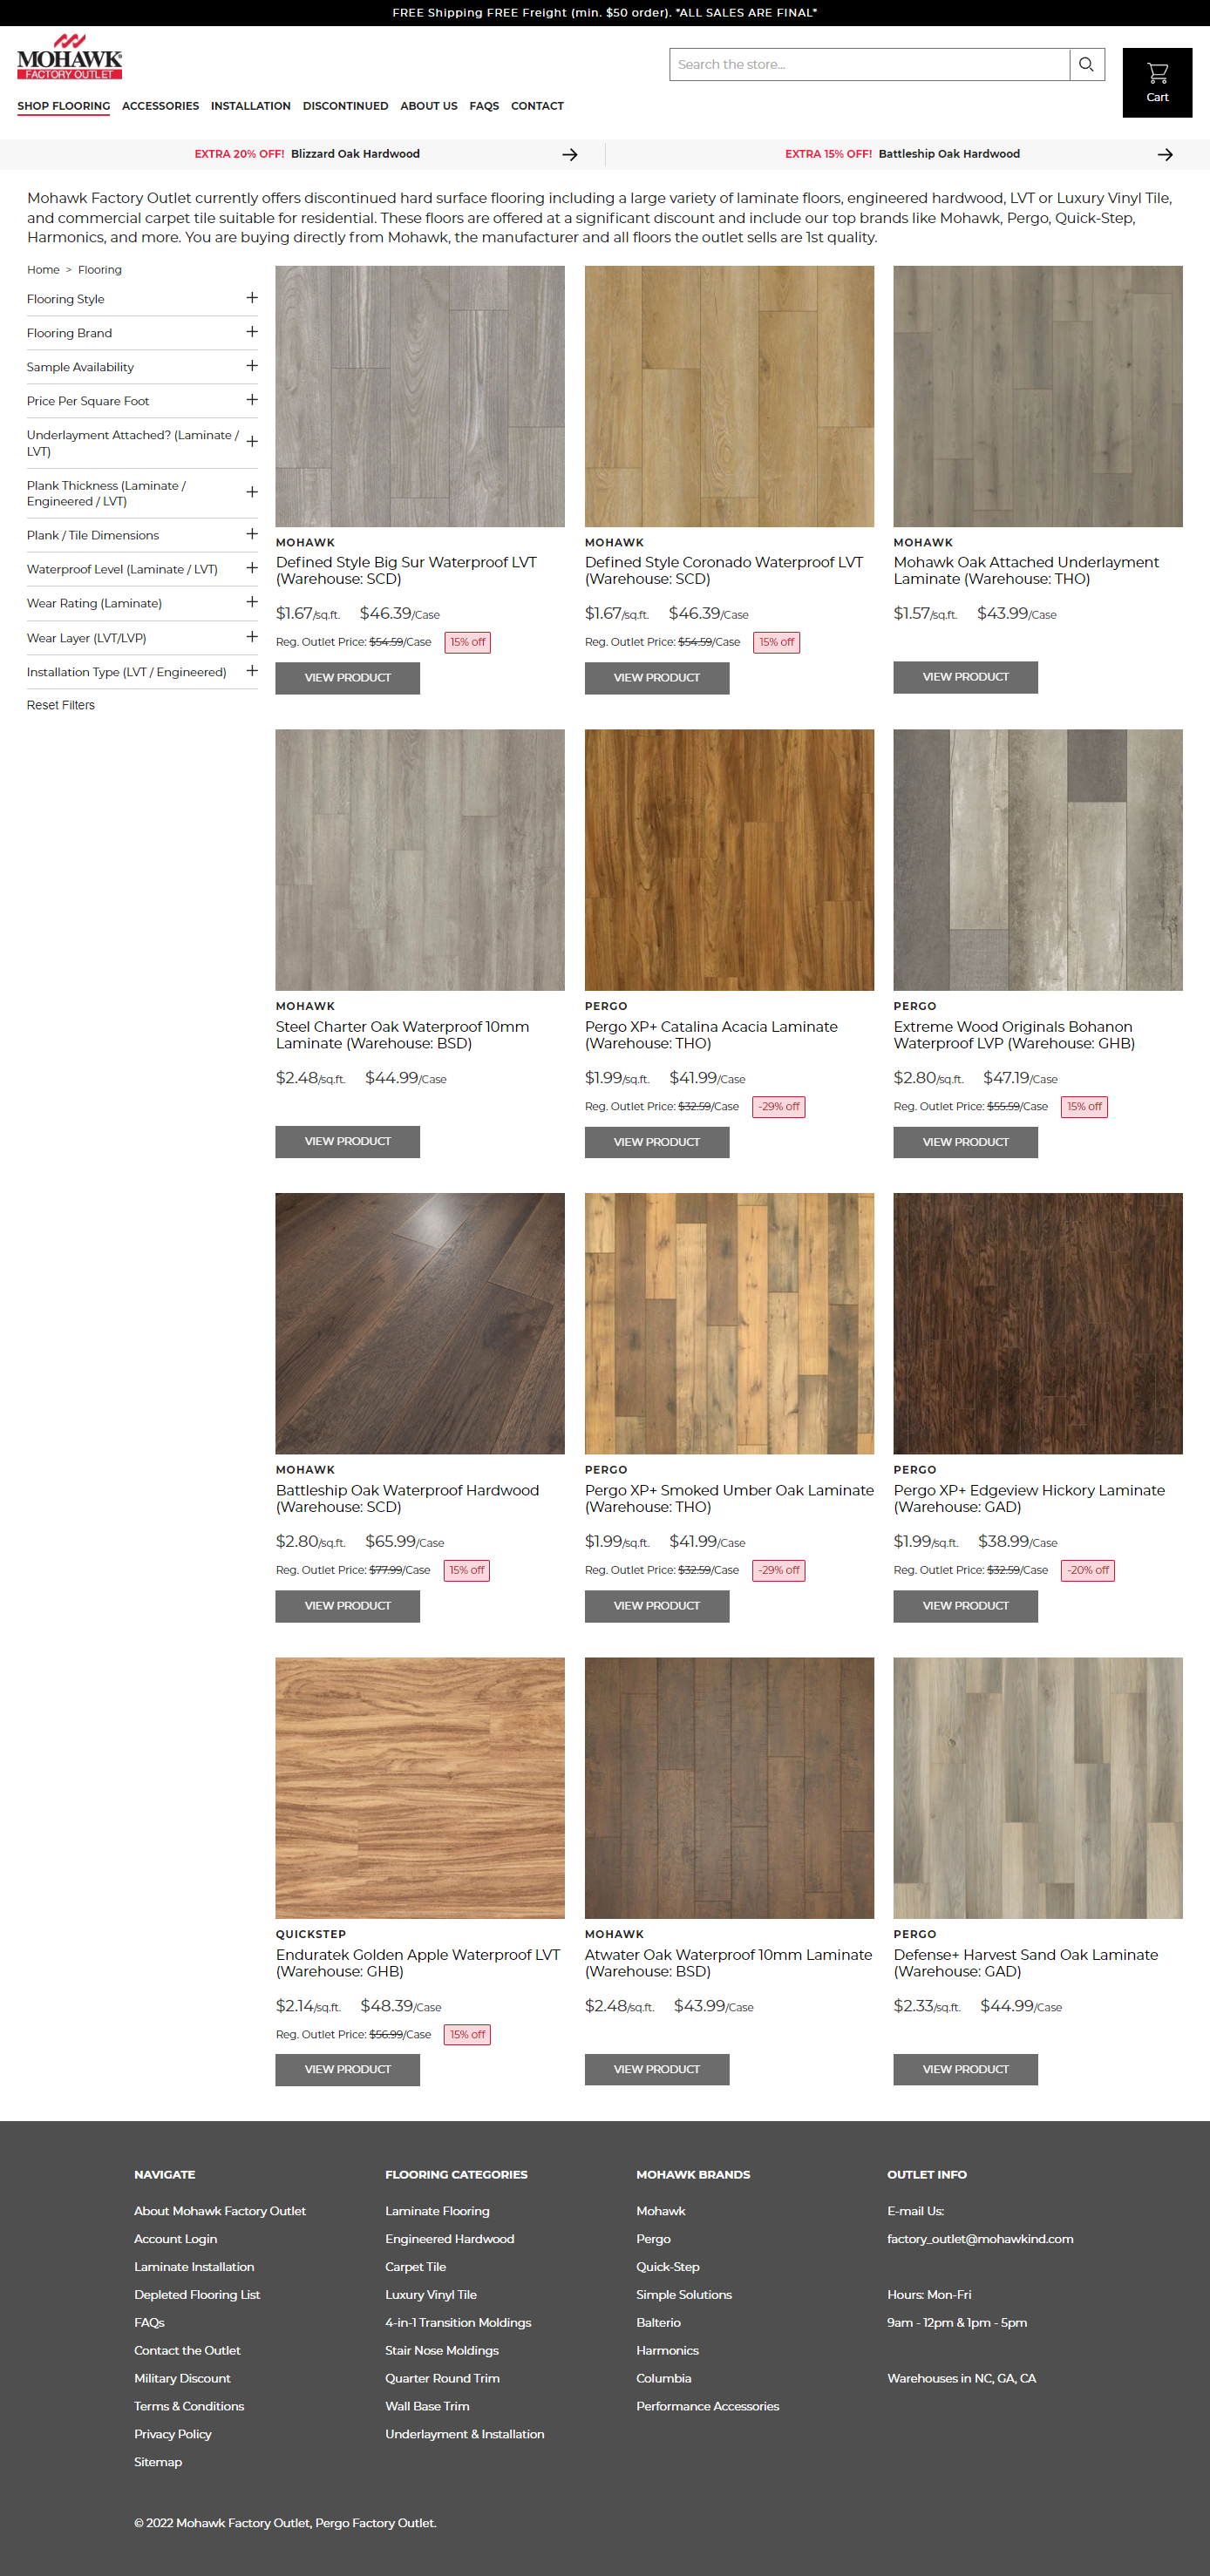 FREE Shipping FREE Freight (min. $50 order). *ALL SALES ARE FINAL*
MOHAWK
FACTORY OUTLET
Search the store...
Cart
SHOP FLOORING ACCESSORIES INSTALLATION DISCONTINUED ABOUT US FAQS CONTACT
EXTRA 20% OFF! Blizzard Oak Hardwood
EXTRA 15% OFF! Battleship Oak Hardwood
Mohawk Factory Outlet currently offers discontinued hard surface flooring including a large variety of laminate floors, engineered hardwood, LVT or Luxury Vinyl Tile,
and commercial carpet tile suitable for residential. These floors are offered at a significant discount and include our top brands like Mohawk, Pergo, Quick-Step,
Harmonics, and more. You are buying directly from Mohawk, the manufacturer and all floors the outlet sells are 1st quality.
Home > Flooring
Flooring Style
Flooring Brand
Sample Availability
Price Per Square Foot
Underlayment Attached? (Laminate /
LVT)
Plank Thickness (Laminate /
Engineered / LVT)
Plank / Tile Dimensions
Waterproof Level (Laminate / LVT)
Wear Rating (Laminate)
Wear Layer (LVT/LVP)
Installation Type (LVT / Engineered)
Reset Filters
MOHAWK
Defined Style Big Sur Waterproof LVT
(Warehouse: SCD)
$1.67/sq.ft. $46.39/Case
Reg. Outlet Price: $54.59/Case 15% off
VIEW PRODUCT
MOHAWK
Defined Style Coronado Waterproof LVT
(Warehouse: SCD)
$1.67/sq.ft. $46.39/Case
Reg. Outlet Price: $54.59/Case 15% off
VIEW PRODUCT
MOHAWK
Mohawk Oak Attached Underlayment
Laminate (Warehouse: THO)
$1.57/sq.ft. $43.99/Case
VIEW PRODUCT
MOHAWK
Steel Charter Oak Waterproof 10mm
Laminate (Warehouse: BSD)
$2.48/sq.ft. $44.99/Case
VIEW PRODUCT
PERGO
Pergo XP+ Catalina Acacia Laminate
(Warehouse: THO)
$1.99/sq.ft. $41.99/Case
Reg. Outlet Price: $32.59/Case -29% off
VIEW PRODUCT
PERGO
Extreme Wood Originals Bohanon
Waterproof LVP (Warehouse: GHB)
$2.80/sq.ft. $47.19/Case
Reg. Outlet Price: $55.59/Case 15% off
VIEW PRODUCT
MOHAWK
Battleship Oak Waterproof Hardwood
(Warehouse: SCD)
$2.80/sq.ft. $65.99/Case
Reg. Outlet Price: $77.99/Case 15% off
VIEW PRODUCT
PERGO
Pergo XP+ Smoked Umber Oak Laminate
(Warehouse: THO)
$1.99/sq.ft. $41.99/Case
Reg. Outlet Price: $32.59/Case -29% off
VIEW PRODUCT
PERGO
Pergo XP+ Edgeview Hickory Laminate
(Warehouse: GAD)
$1.99/sq.ft. $38.99/Case
Reg. Outlet Price: $32.59/Case -20% off
VIEW PRODUCT
QUICKSTEP
Enduratek Golden Apple Waterproof LVT
(Warehouse: GHB)
$2.14/sq.ft. $48.39/Case
Reg. Outlet Price: $56.99/Case 15% off
VIEW PRODUCT
MOHAWK
Atwater Oak Waterproof 10mm Laminate
(Warehouse: BSD)
$2.48/sq.ft. $43.99/Case
VIEW PRODUCT
PERGO
Defense+ Harvest Sand Oak Laminate
(Warehouse: GAD)
$2.33/sq.ft. $44.99/Case
VIEW PRODUCT
NAVIGATE
About Mohawk Factory Outlet
Account Login
Laminate Installation
Depleted Flooring List
FAQs
Contact the Outlet
Military Discount
Terms & Conditions
Privacy Policy
Sitemap
FLOORING CATEGORIES
Laminate Flooring
Engineered Hardwood
Carpet Tile
Luxury Vinyl Tile
4-in-1 Transition Moldings
Stair Nose Moldings
Quarter Round Trim
Wall Base Trim
Underlayment & Installation
MOHAWK BRANDS
Mohawk
Pergo
Quick-Step
Simple Solutions
Balterio
Harmonics
Columbia
Performance Accessories
OUTLET INFO
E-mail Us:
factory_outlet@mohawkind.com
Hours: Mon-Fri
9am - 12pm & 1pm - 5pm
Warehouses in NC, GA, CA
© 2022 Mohawk Factory Outlet, Pergo Factory Outlet.